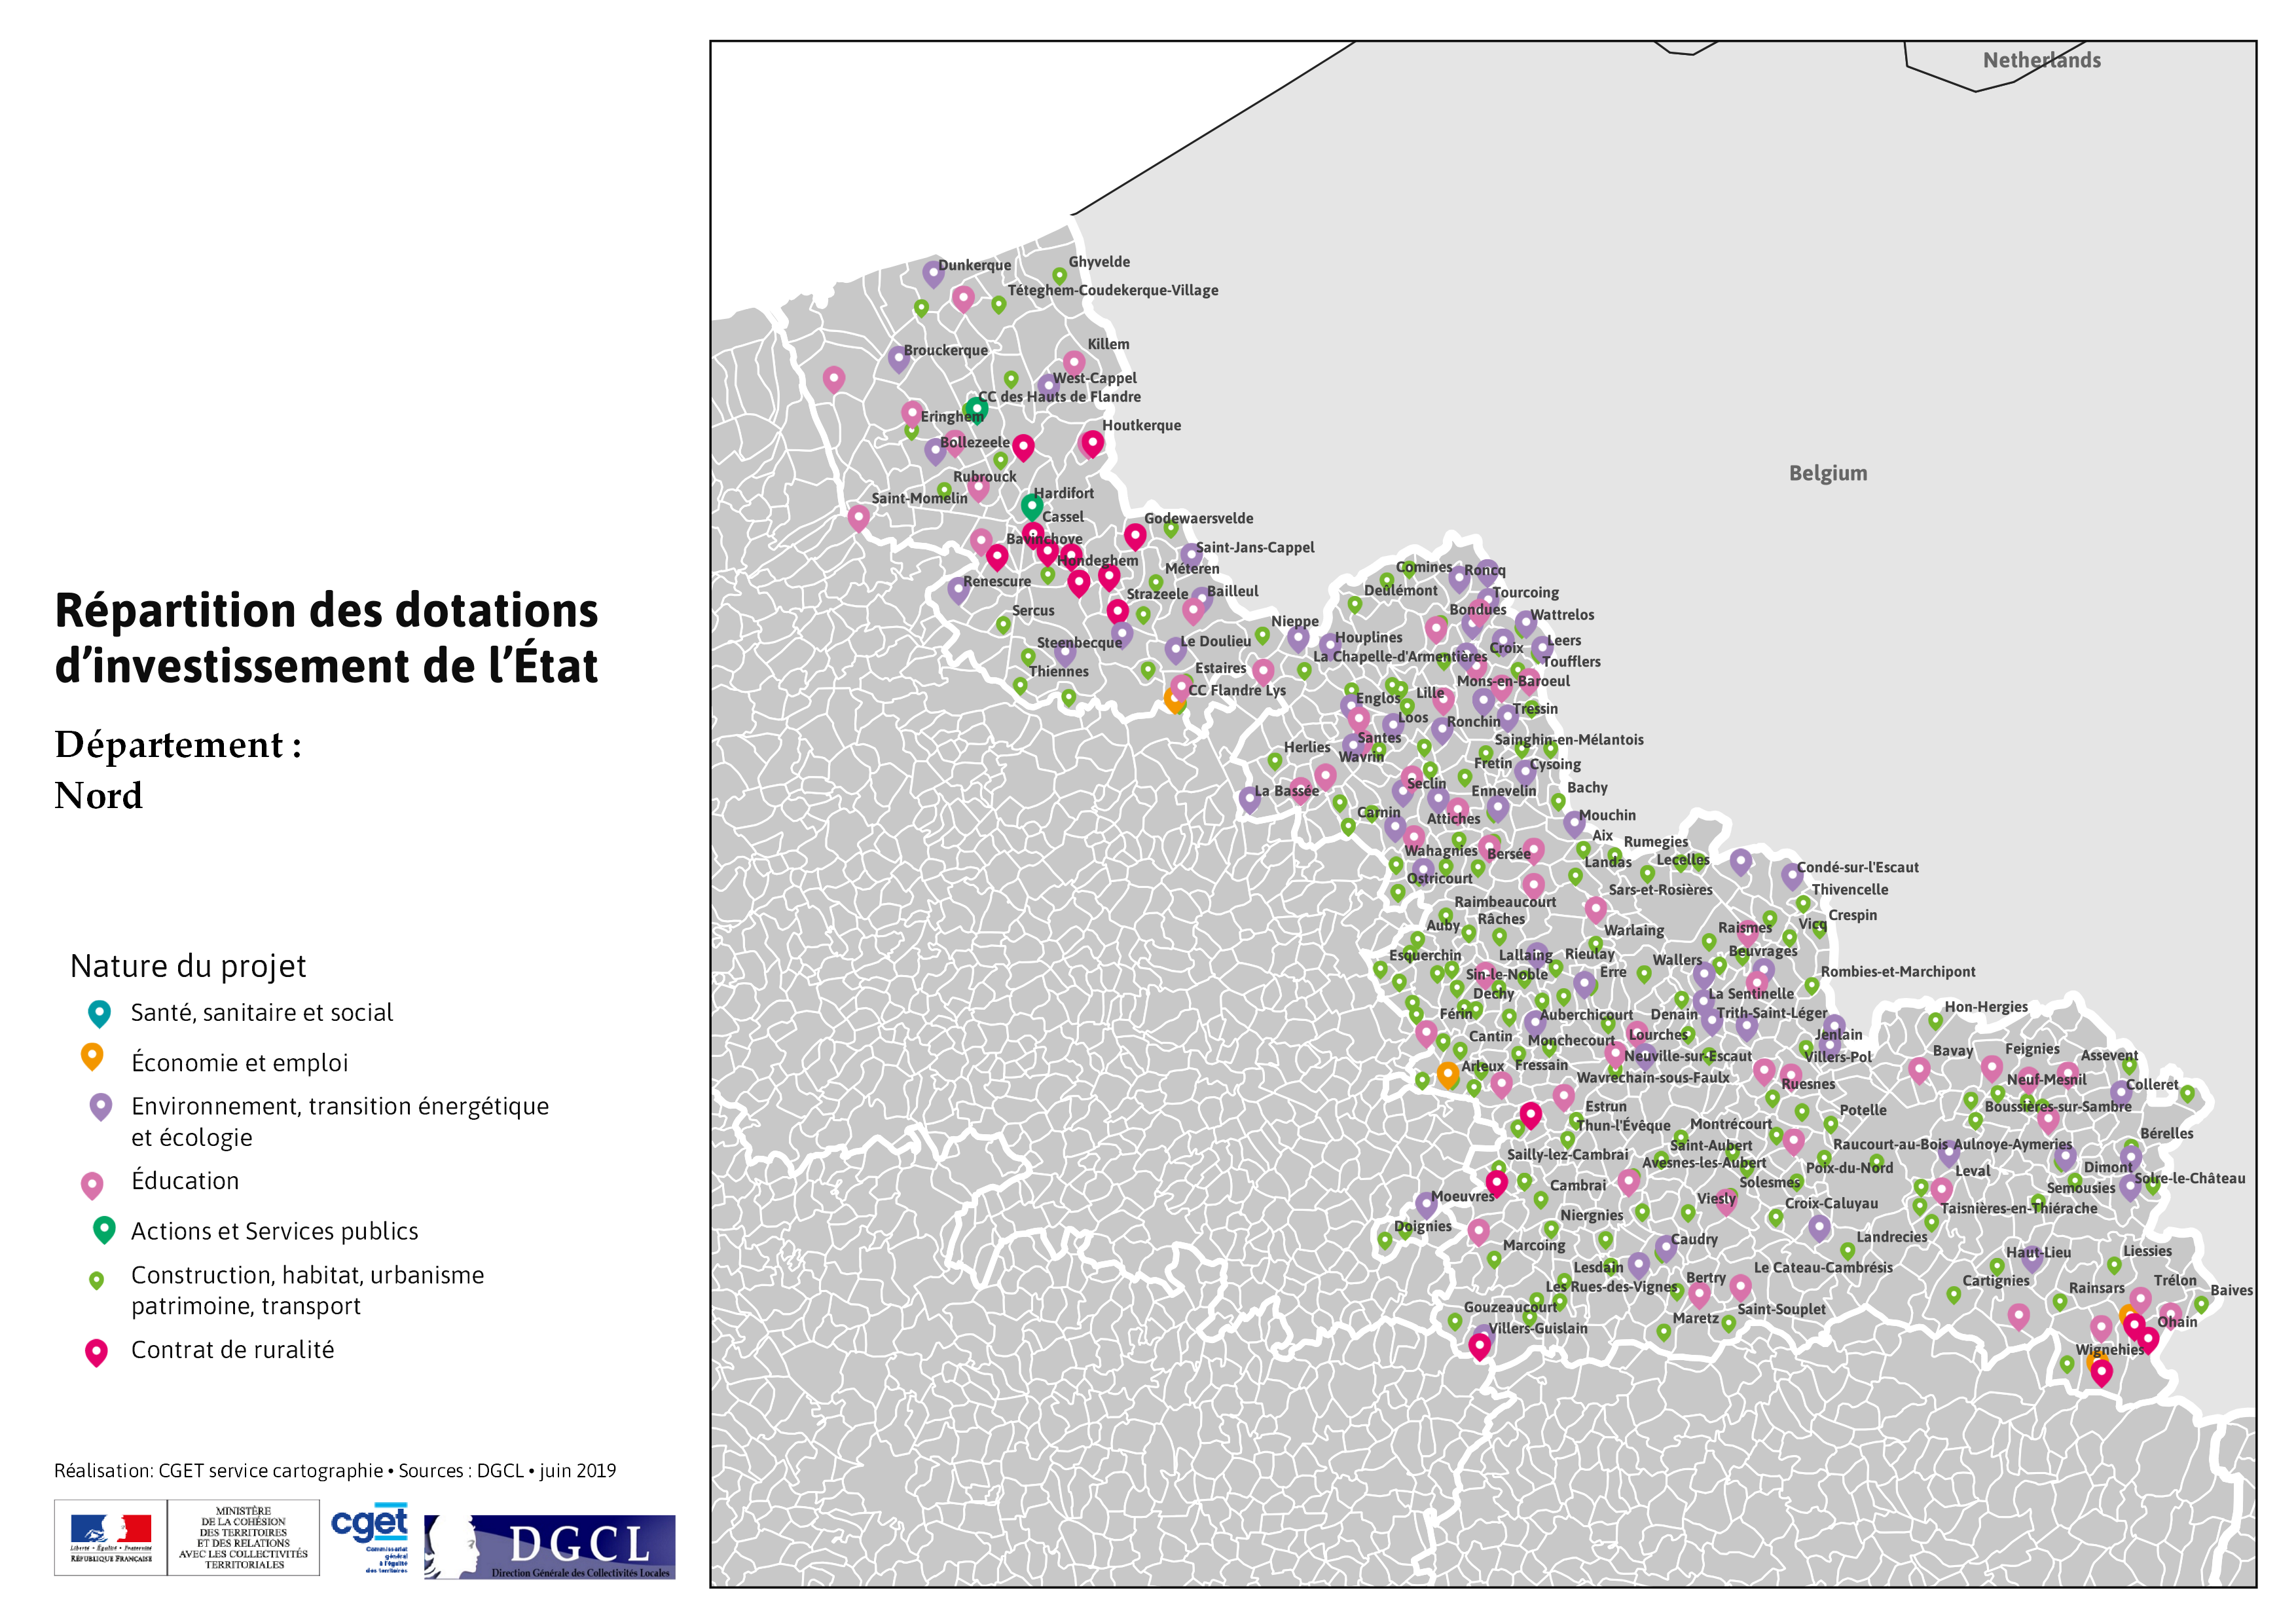 Répartition des dotations
d'investissement de l'État
Département :
Nord
Nature du projet
Santé, sanitaire et social
Économie et emploi
Environnement, transition énergétique
et écologie
Éducation
Actions et Services publics
Construction, habitat, urbanisme
patrimoine, transport
Contrat de ruralité
Réalisation: CGET service cartographie • Sources : DGCL • juin 2019
Liberté • Égalité • Fraternité
RÉPUBLIQUE FRANÇAISE
MINISTÈRE
DE LA COHÉSION
DES TERRITOIRES
ET DES RELATIONS
AVEC LES COLLECTIVITÉS
TERRITORIALES
cget
Commissariat
général
à l'égalité
des territoires
DGCL
Direction Générale des Collectivités Locales
Netherlands
Belgium
Dunkerque
Ghyvelde
Téteghem-Coudekerque-Village
Killem
Brouckerque
West-Cappel
CC des Hauts de Flandre
Eringhem
Houtkerque
Bollezeele
Rubrouck
Saint-Momelin
Hardifort
Cassel
Godewaersvelde
Bavinchove
Saint-Jans-Cappel
Hondeghem
Méteren
Renescure
Strazeele
Bailleul
Sercus
Nieppe
Steenbecque
Le Doulieu
Thiennes
Estaires
CC Flandre Lys
Comines
Roncq
Deûlémont
Tourcoing
Bondues
Wattrelos
Houplines
Croix
Leers
La Chapelle-d'Armentières
Toufflers
Mons-en-Baroeul
Englos
Lille
Tressin
Loos
Ronchin
Santes
Sainghin-en-Mélantois
Herlies
Wavrin
Fretin
Cysoing
Seclin
Ennevelin
Bachy
La Bassée
Carnin
Attiches
Mouchin
Aix
Rumegies
Wahagnies
Bersée
Landas
Lecelles
Condé-sur-l'Escaut
Ostricourt
Sars-et-Rosières
Thivencelle
Raimbeaucourt
Crespin
Auby
Râches
Warlaing
Raismes
Vicq
Esquerchin
Lallaing
Rieulay
Wallers
Beuvrages
Sin-le-Noble
Erre
Rombies-et-Marchipont
Dechy
La Sentinelle
Férin
Auberchicourt
Denain
Trith-Saint-Léger
Hon-Hergies
Cantin
Monchecourt
Lourches
Jenlain
Arleux
Fressain
Neuville-sur-Escaut
Villers-Pol
Bavay
Feignies
Assevent
Wavrechain-sous-Faulx
Ruesnes
Neuf-Mesnil
Colleret
Estrun
Potelle
Boussières-sur-Sambre
Thun-l'Évêque
Montrécourt
Bérelles
Sailly-lez-Cambrai
Saint-Aubert
Raucourt-au-Bois
Aulnoye-Aymeries
Avesnes-les-Aubert
Poix-du-Nord
Leval
Dimont
Moeuvres
Cambrai
Solesmes
Semousies
Solre-le-Château
Viesly
Croix-Caluyau
Taisnières-en-Thiérache
Doignies
Niergnies
Marcoing
Caudry
Landrecies
Haut-Lieu
Liessies
Lesdain
Le Cateau-Cambrésis
Les Rues-des-Vignes
Bertry
Cartignies
Rainsars
Trélon
Baives
Gouzeaucourt
Saint-Souplet
Maretz
Villers-Guislain
Ohain
Wignehies